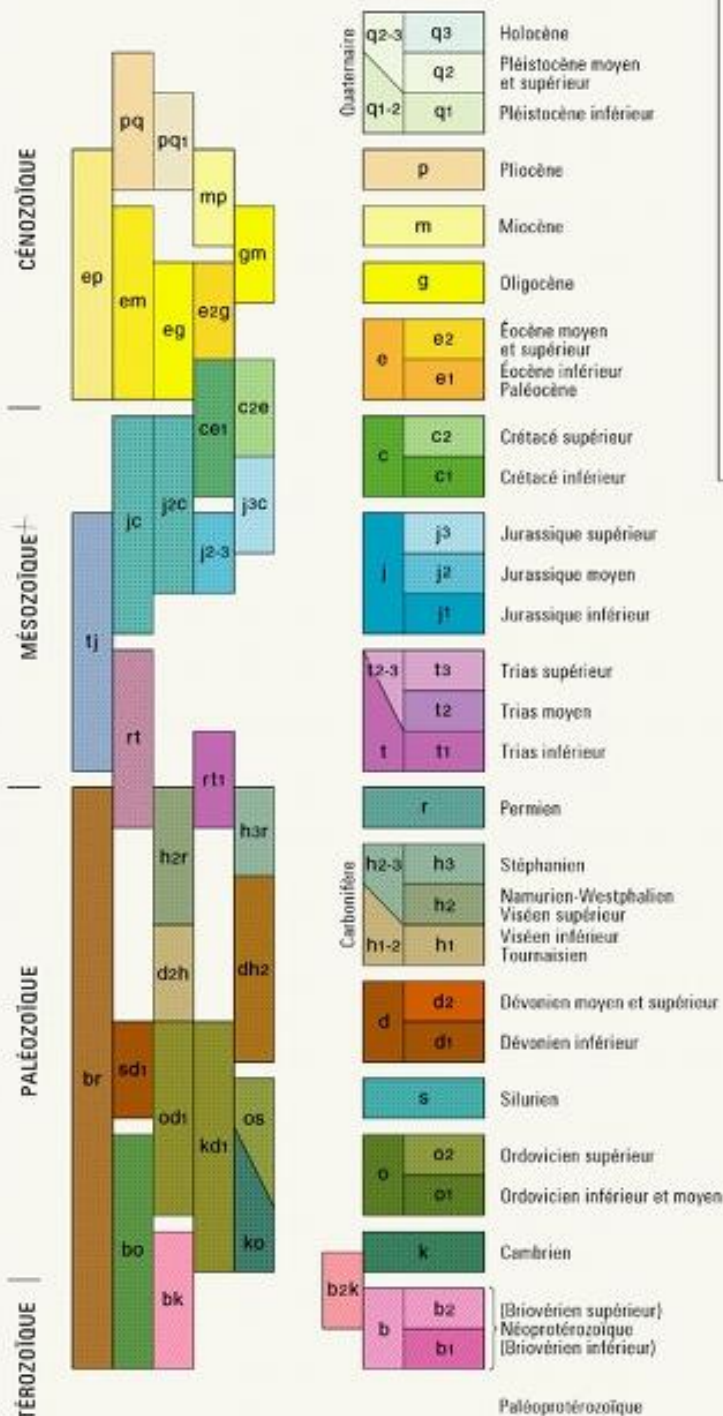 CÉNOZOÏQUE
MÉSOZOÏQUE
PALÉOZOÏQUE
TÉROZOÏQUE
pq
pq1
mp
ep
em
gm
eg
e2g
ce1
c2e
jc
j2c
j3c
j2-3
tj
rt
rt1
h2r
h3r
d2h
dh2
br
sd1
od1
kd1
os
ko
bo
bk
Quaternaire
q2-3
q3
Holocène
q2
Pléistocène moyen
et supérieur
q1-2
q1
Pléistocène inférieur
p
Pliocène
m
Miocène
g
Oligocène
e
e2
Éocène moyen
et supérieur
e1
Éocène inférieur
Paléocène
c
c2
Crétacé supérieur
c1
Crétacé inférieur
j
j3
Jurassique supérieur
j2
Jurassique moyen
j1
Jurassique inférieur
t2-3
t3
Trias supérieur
t2
Trias moyen
t
t1
Trias inférieur
r
Permien
Carbonifère
h2-3
h3
Stéphanien
h2
Namurien-Westphalien
Viséen supérieur
h1-2
h1
Viséen inférieur
Tournaisien
d
d2
Dévonien moyen et supérieur
d1
Dévonien inférieur
s
Silurien
o
o2
Ordovicien supérieur
o1
Ordovicien inférieur et moyen
k
Cambrien
b2k
b
b2
(Briovérien supérieur)
Néoprotérozoïque
b1
(Briovérien inférieur)
Paléoprotérozoïque